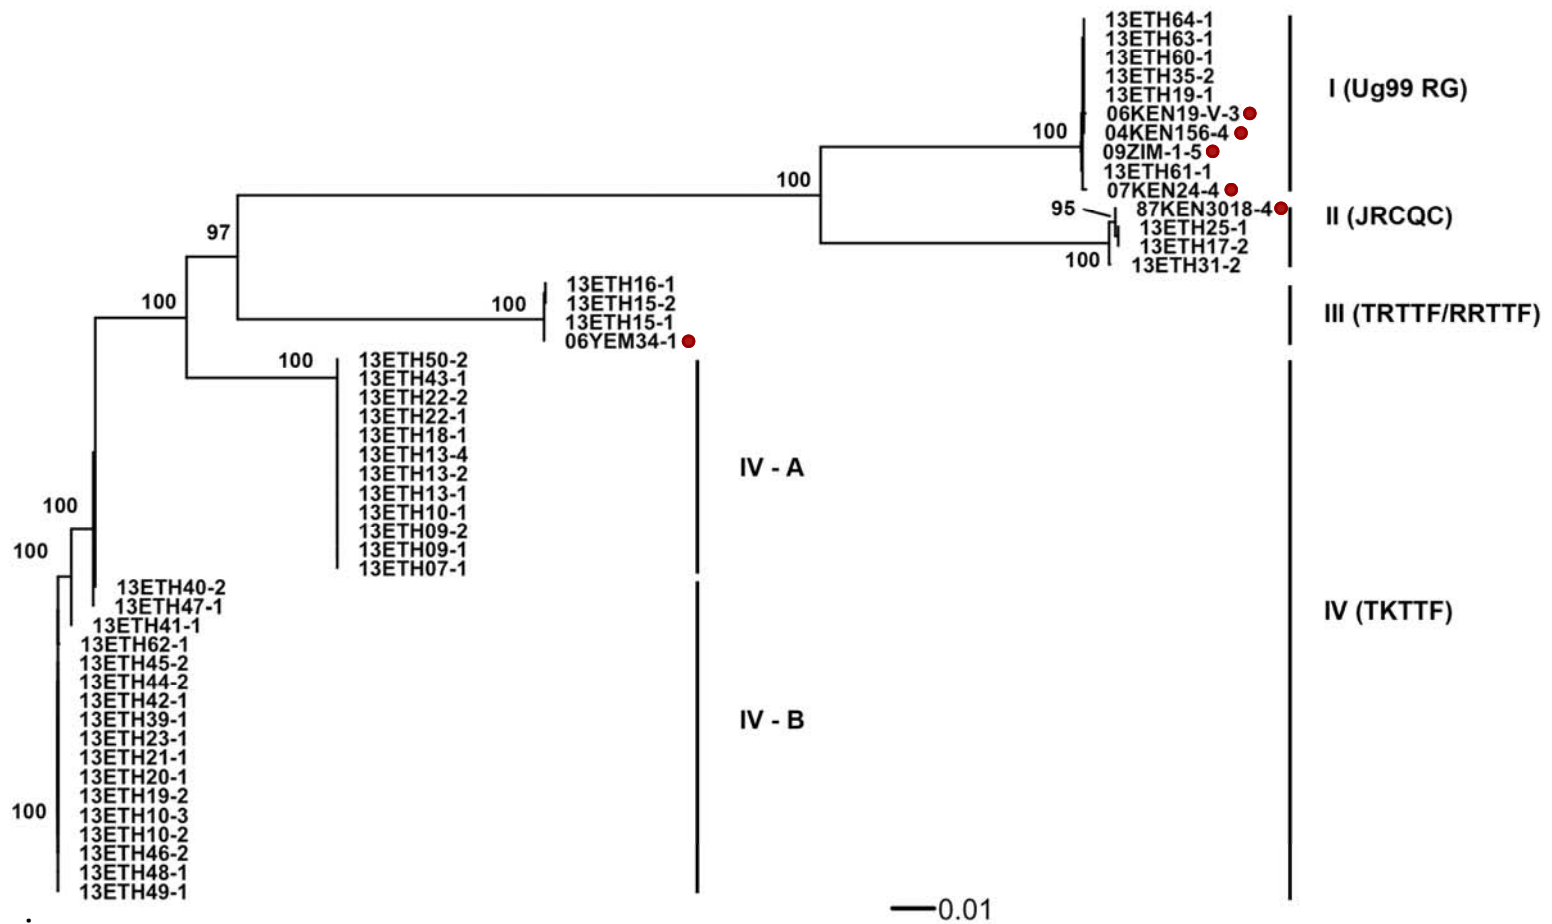 13ETH64-1
13ETH63-1
13ETH60-1
13ETH35-2
13ETH19-1
I (Ug99 RG)
06KEN19-V-3
100
04KEN156-4
09ZIM-1-5
13ETH61-1
100
07KEN24-4
95
87KEN3018-4
II (JRCQC)
13ETH25-1
97
13ETH17-2
100
13ETH31-2
13ETH16-1
100
100
13ETH15-2
III (TRTTF/RRTTF)
13ETH15-1
06YEM34-1
100
13ETH50-2
13ETH43-1
13ETH22-2
13ETH22-1
13ETH18-1
13ETH13-4
IV - A
13ETH13-2
13ETH13-1
100
13ETH10-1
13ETH09-2
100
13ETH09-1
13ETH07-1
13ETH40-2
13ETH47-1
IV (TKTTF)
13ETH41-1
13ETH62-1
13ETH45-2
13ETH44-2
13ETH42-1
13ETH39-1
IV - B
13ETH23-1
13ETH21-1
13ETH20-1
13ETH19-2
100
13ETH10-3
13ETH10-2
13ETH46-2
13ETH48-1
13ETH49-1
0.01